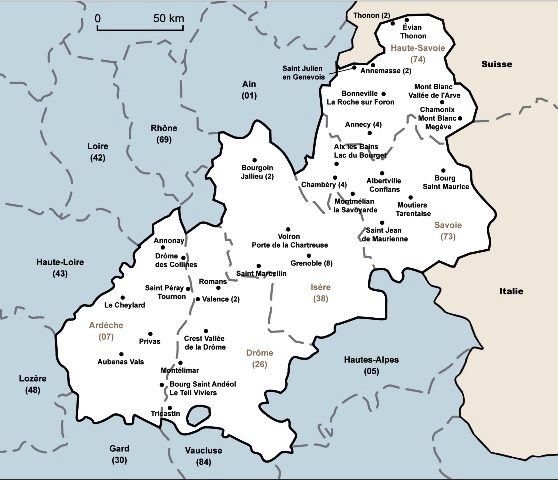 0
50 km
Thonon (2)
Évian
Thonon
Haute-Savoie
(74)
Suisse
Saint Julien
en Genevois
Annemasse (2)
Ain
(01)
Bonneville
La Roche sur Foron
Mont Blanc
Vallée de l'Arve
Chamonix
Mont Blanc
Megève
Rhône
(69)
Annecy (4)
Loire
(42)
Aix les Bains
Lac du Bourget
Bourgoin
Jallieu (2)
Chambéry (4)
Albertville
Conflans
Bourg
Saint Maurice
Montmélian
la Savoyarde
Moutiers
Tarentaise
Savoie
(73)
Saint Jean
de Maurienne
Voiron
Porte de la Chartreuse
Annonay
Drôme
des Collines
Grenoble (8)
Haute-Loire
(43)
Saint Marcellin
Romans
Saint Péray
Tournon
Valence (2)
Isère
(38)
Italie
Le Cheylard
Ardèche
(07)
Privas
Crest Vallée
de la Drôme
Drôme
(26)
Aubenas Vals
Montélimar
Hautes-Alpes
(05)
Lozère
(48)
Bourg Saint Andéol
Le Teil Viviers
Tricastin
Gard
(30)
Vaucluse
(84)